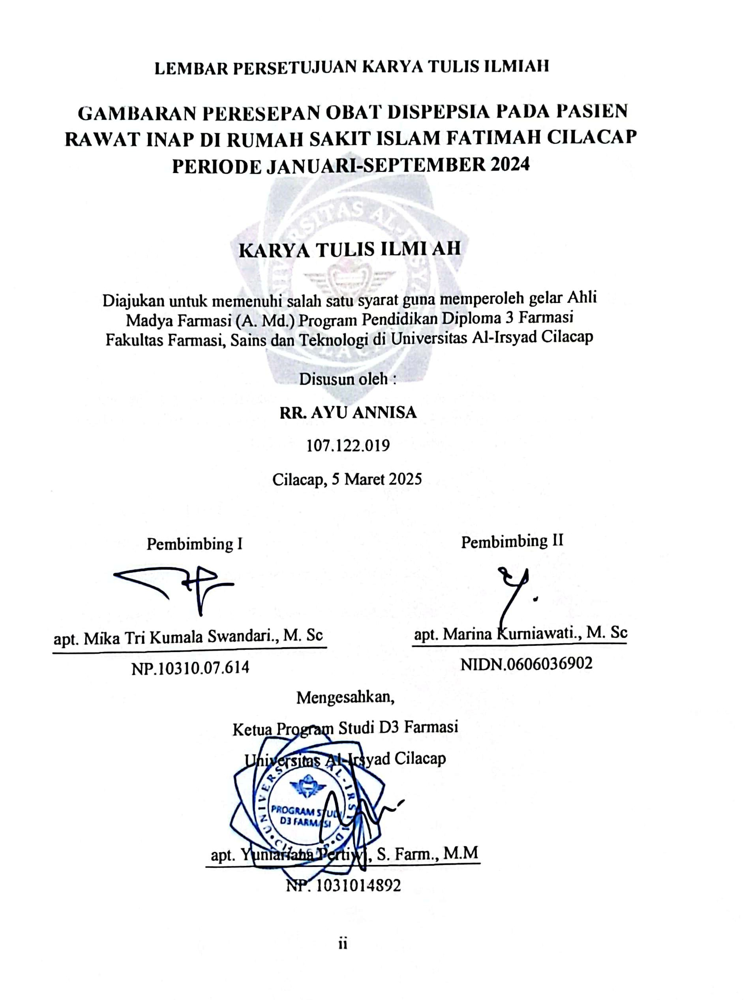 LEMBAR PERSETUJUAN KARYA TULIS ILMIAH
GAMBARAN PERESEPAN OBAT DISPEPSIA PADA PASIEN
RAWAT INAP DI RUMAH SAKIT ISLAM FATIMAH CILACAP
PERIODE JANUARI-SEPTEMBER 2024
UNIVERSITAS AL-IRSYAD
CILACAP
KARYA TULIS ILMI AH
Diajukan untuk memenuhi salah satu syarat guna memperoleh gelar Ahli
Madya Farmasi (A. Md.) Program Pendidikan Diploma 3 Farmasi
Fakultas Farmasi, Sains dan Teknologi di Universitas Al-Irsyad Cilacap
Disusun oleh :
RR. AYU ANNISA
107.122.019
Cilacap, 5 Maret 2025
Pembimbing I
Pembimbing II
apt. Mika Tri Kumala Swandari., M. Sc
apt. Marina Kurniawati., M. Sc
NP.10310.07.614
NIDN.0606036902
Mengesahkan,
Ketua Program Studi D3 Farmasi
Universitas Al-Irsyad Cilacap
UNIVERSITAS AL-IRSYAD • CILACAP •
PROGRAM STUDI
D3 FARMASI
apt. Yuniariana Pertiwi, S. Farm., M.M
NP. 1031014892
ii